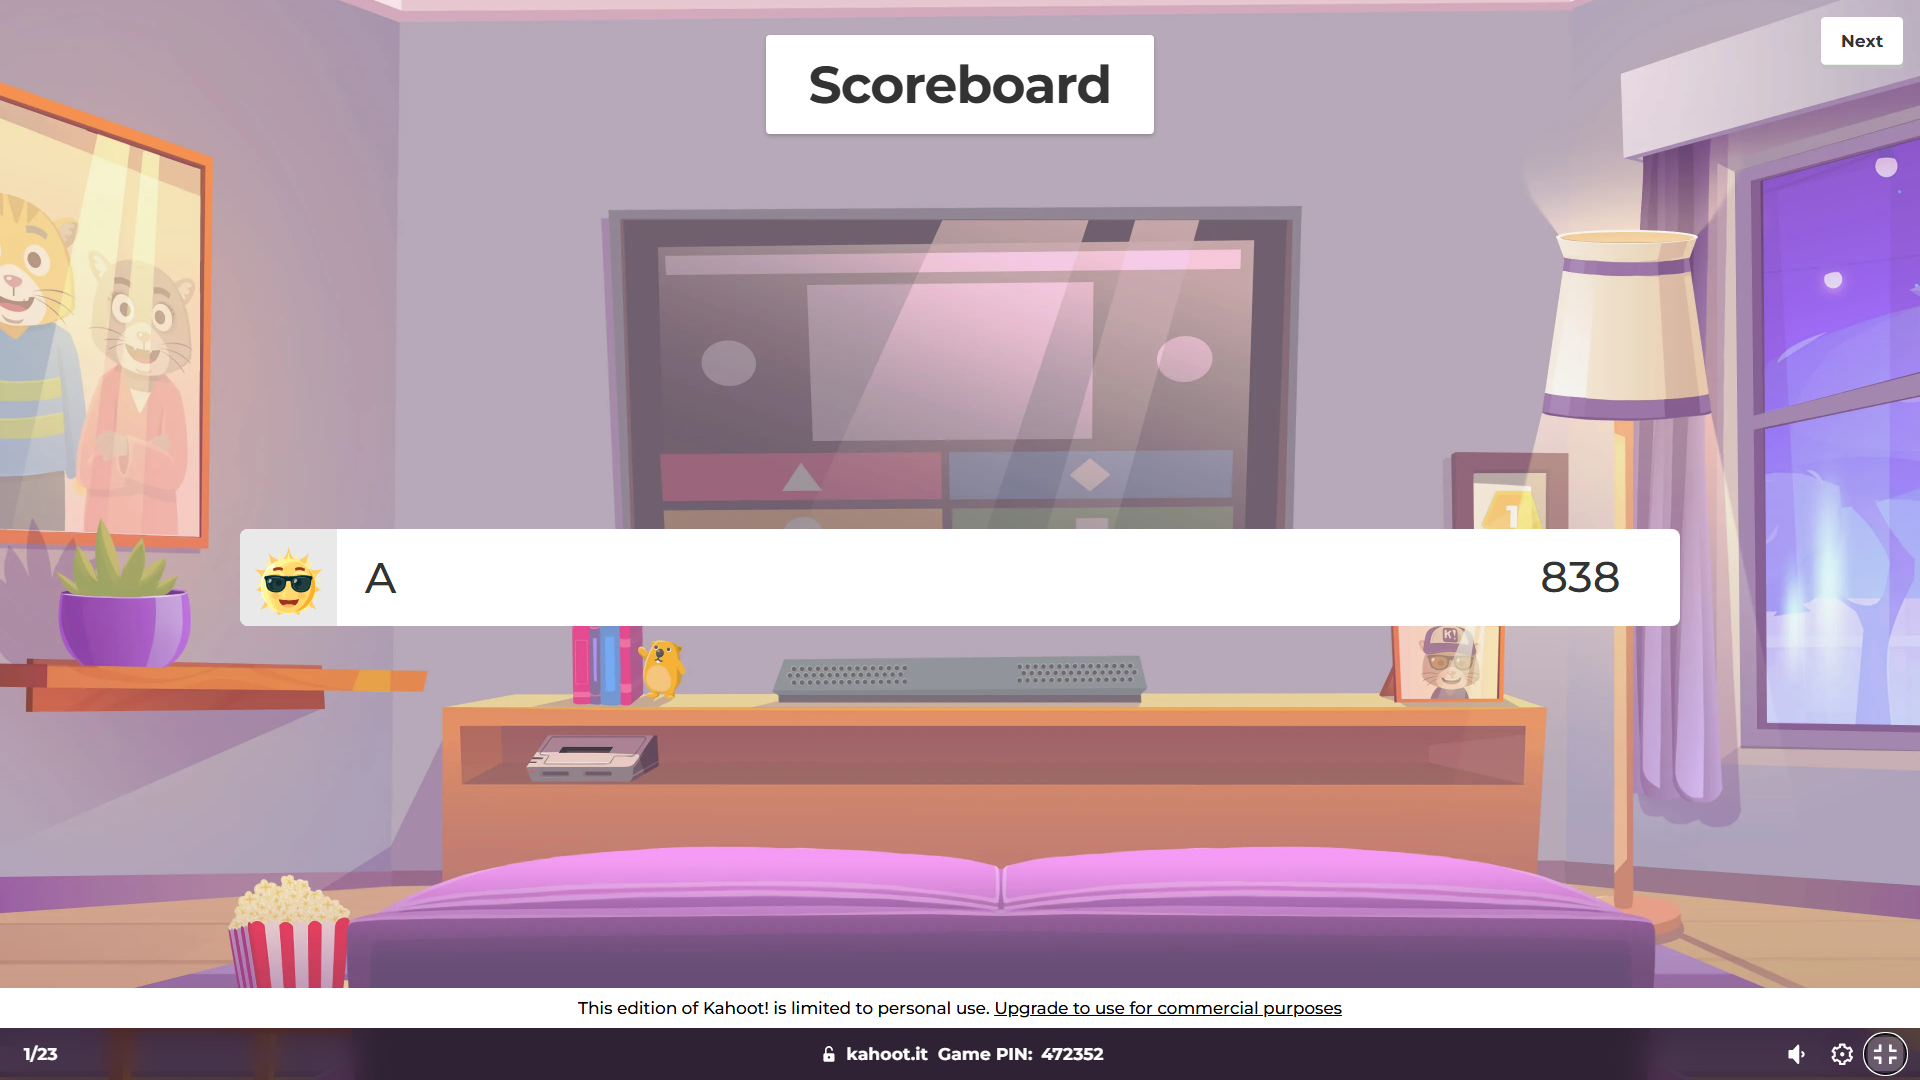 Next
Scoreboard
1
A 838
K!
This edition of Kahoot! is limited to personal use. Upgrade to use for commercial purposes
1/23 kahoot.it Game PIN: 472352